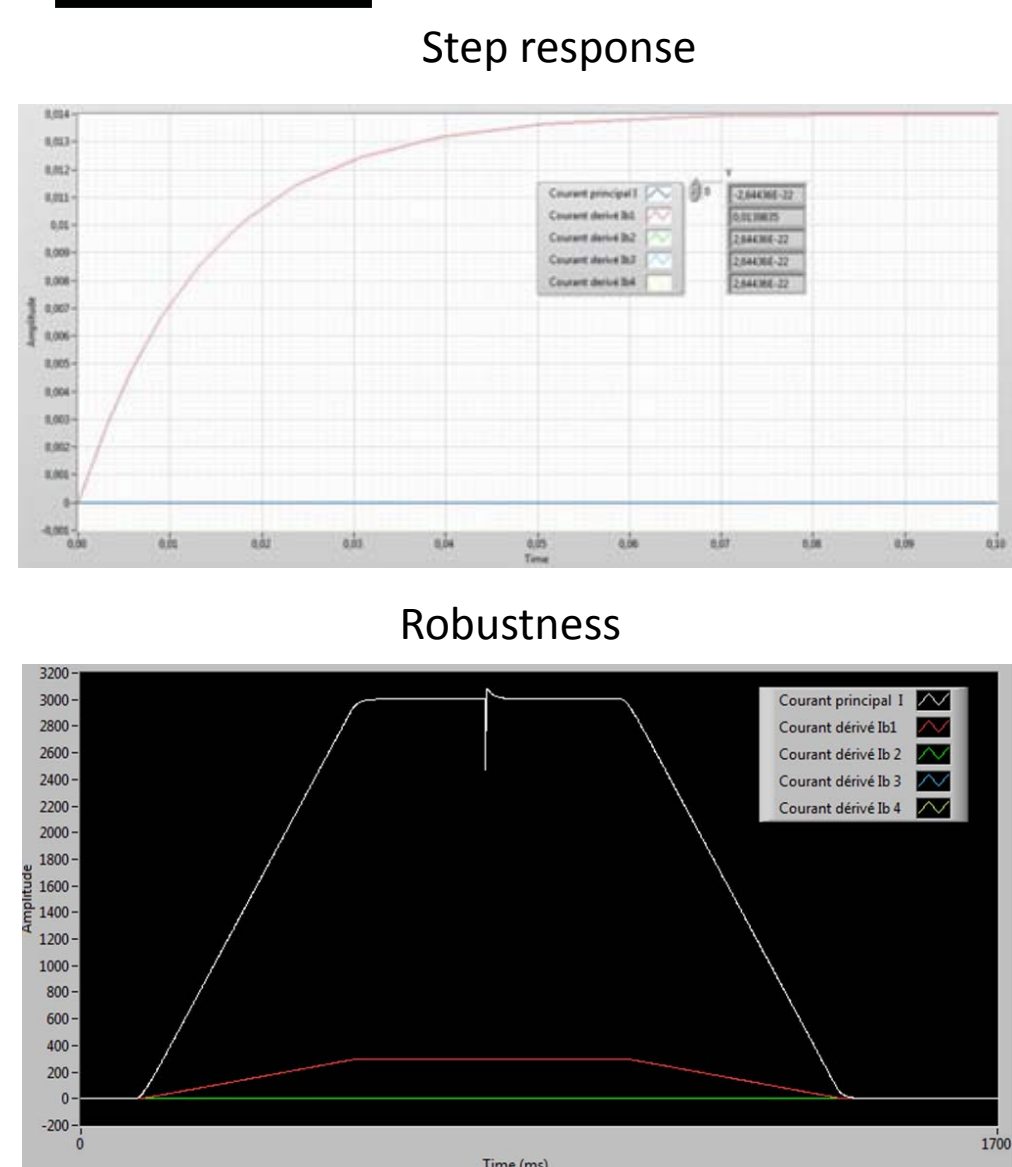 Step response
0,014
0,013
0,012
0,011
0,01
0,009
0,008
0,007
0,006
0,005
0,004
0,003
0,002
0,001
0
-0,001
Amplitude
0,00 0,01 0,02 0,03 0,04 0,05 0,06 0,07 0,08 0,09 0,10
Time
0 Y
Courant principal I -2,64436E-22
Courant derivé Ib1 0,0139835
Courant derivé Ib2 2,64436E-22
Courant derivé Ib3 2,64436E-22
Courant derivé Ib4 2,64436E-22
Robustness
3200
3000
2800
2600
2400
2200
2000
1800
1600
1400
1200
1000
800
600
400
200
0
-200
Amplitude
0 1700
Time (ms)
Courant principal I
Courant dérivé Ib1
Courant dérivé Ib 2
Courant dérivé Ib 3
Courant dérivé Ib 4